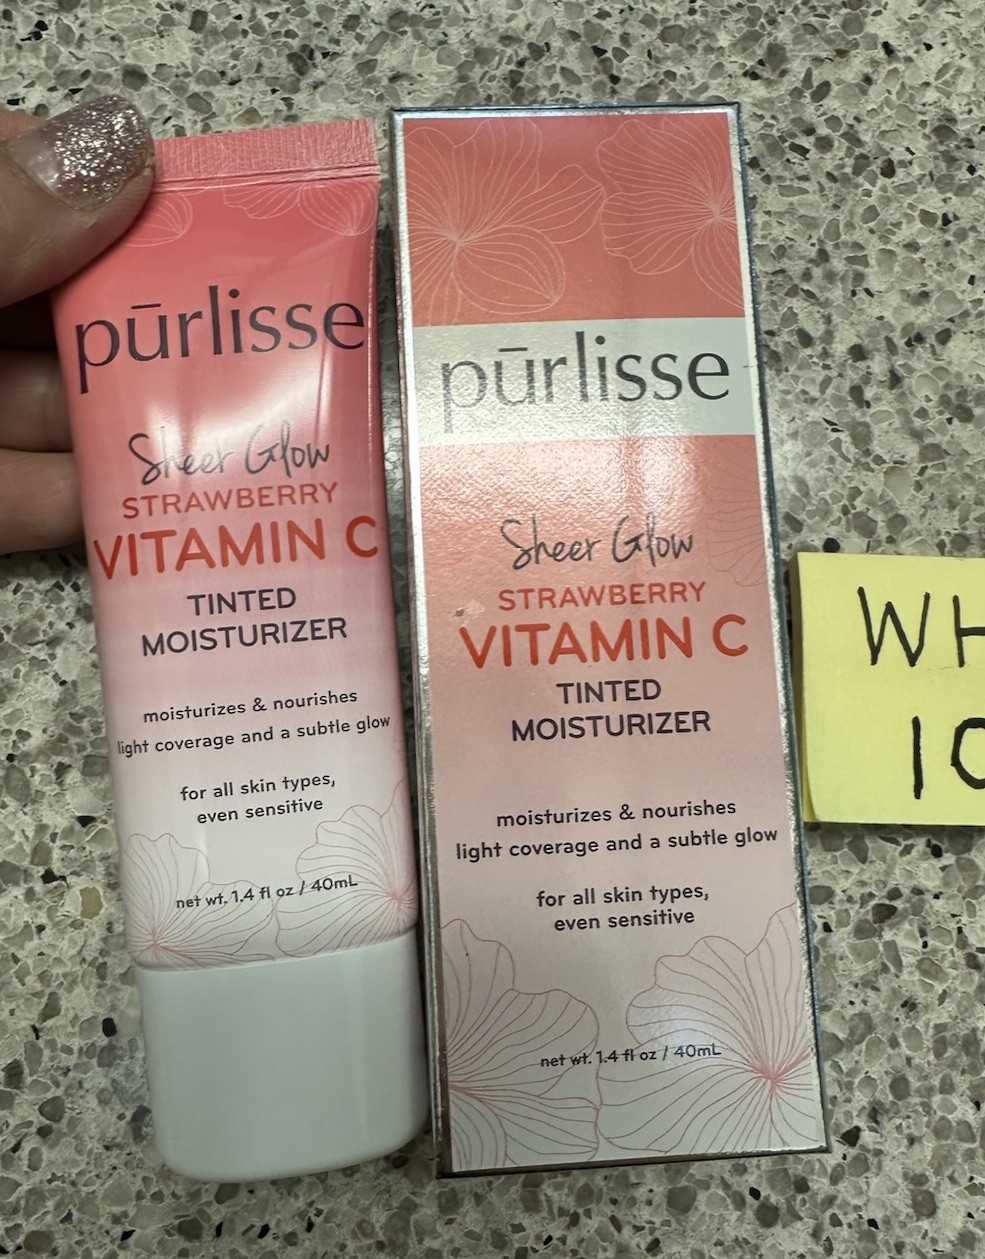 pūrlisse
Sheer Glow
STRAWBERRY
VITAMIN C
TINTED
MOISTURIZER
moisturizes & nourishes
light coverage and a subtle glow
for all skin types,
even sensitive
net wt. 1.4 fl oz / 40mL
pūrlisse
Sheer Glow
STRAWBERRY
VITAMIN C
TINTED
MOISTURIZER
moisturizes & nourishes
light coverage and a subtle glow
for all skin types,
even sensitive
net wt. 1.4 fl oz / 40mL